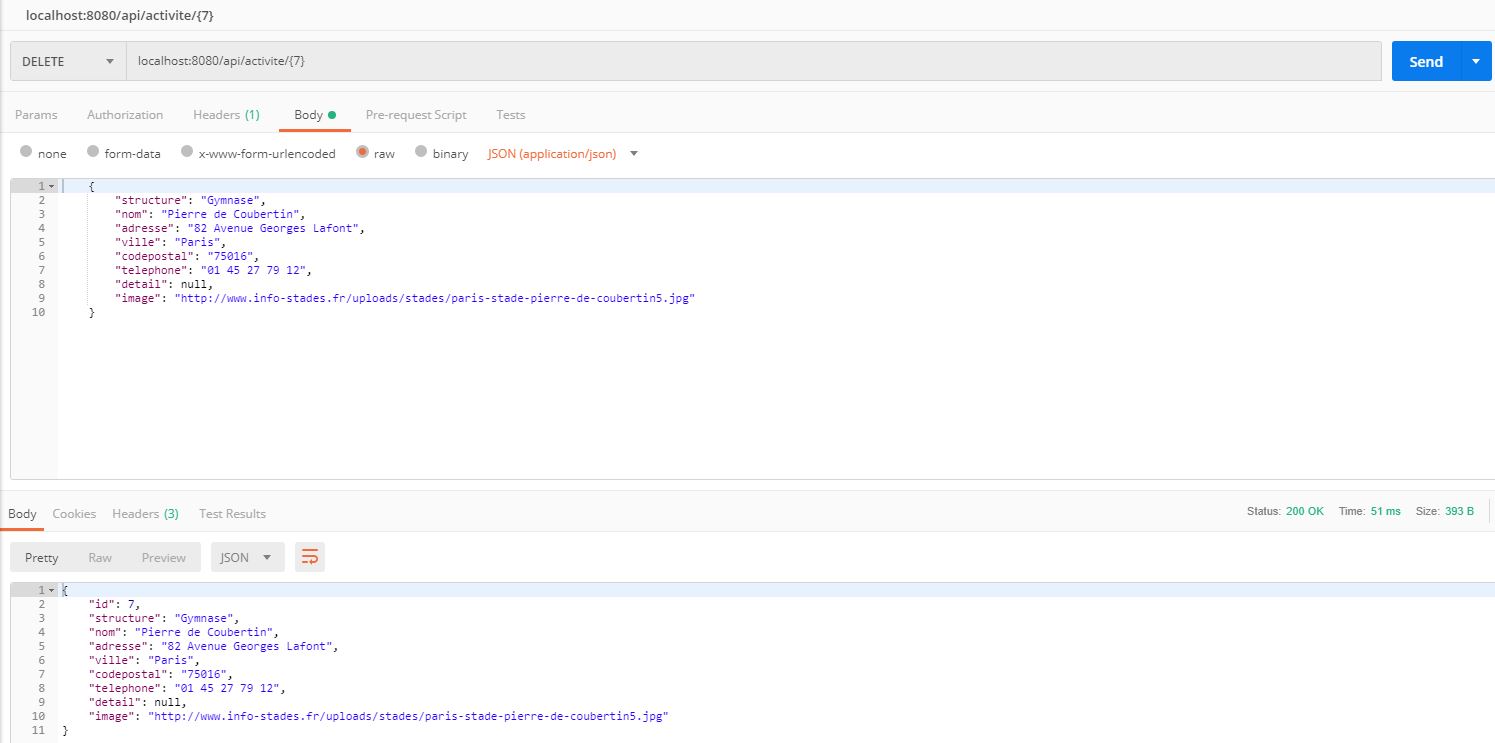 localhost:8080/api/activite/{7}
DELETE localhost:8080/api/activite/{7} Send
Params Authorization Headers (1) Body Pre-request Script Tests
none form-data x-www-form-urlencoded raw binary JSON (application/json)
1 {
2 "structure": "Gymnase",
3 "nom": "Pierre de Coubertin",
4 "adresse": "82 Avenue Georges Lafont",
5 "ville": "Paris",
6 "codepostal": "75016",
7 "telephone": "01 45 27 79 12",
8 "detail": null,
9 "image": "http://www.info-stades.fr/uploads/stades/paris-stade-pierre-de-coubertin5.jpg"
10 }
Body Cookies Headers (3) Test Results Status: 200 OK Time: 51 ms Size: 393 B
Pretty Raw Preview JSON
1 {
2 "id": 7,
3 "structure": "Gymnase",
4 "nom": "Pierre de Coubertin",
5 "adresse": "82 Avenue Georges Lafont",
6 "ville": "Paris",
7 "codepostal": "75016",
8 "telephone": "01 45 27 79 12",
9 "detail": null,
10 "image": "http://www.info-stades.fr/uploads/stades/paris-stade-pierre-de-coubertin5.jpg"
11 }